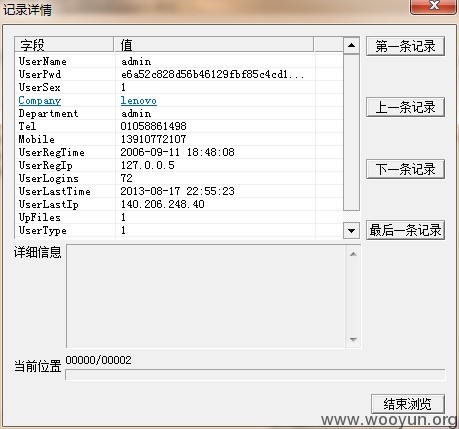 记录详情
字段 值
UserName admin
UserPwd e6a52c828d56b46129fbf85c4cd1...
UserSex 1
Company lenovo
Department admin
Tel 01058861498
Mobile 13910772107
UserRegTime 2006-09-11 18:48:08
UserRegIp 127.0.0.5
UserLogins 72
UserLastTime 2013-08-17 22:55:23
UserLastIp 140.206.248.40
UpFiles 1
UserType 1
第一条记录
上一条记录
下一条记录
最后一条记录
详细信息
当前位置 00000/00002
结束浏览
www.wooyun.org